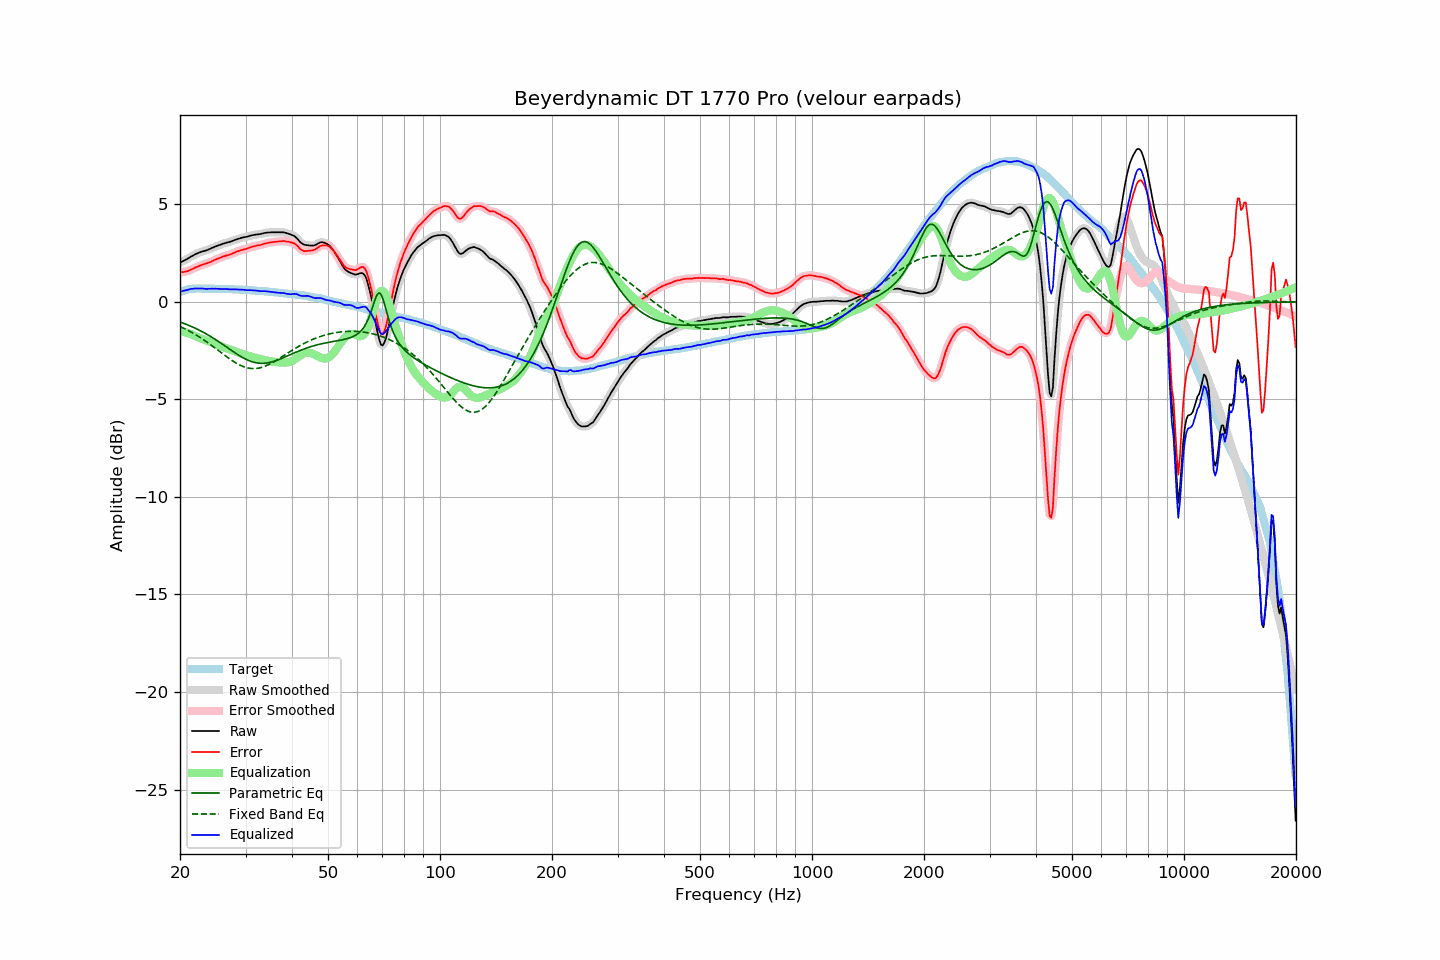 Beyerdynamic DT 1770 Pro (velour earpads)
5
0
−5
−10
−15
−20
−25
Amplitude (dBr)
Target
Raw Smoothed
Error Smoothed
Raw
Error
Equalization
Parametric Eq
Fixed Band Eq
Equalized
20 50 100 200 500 1000 2000 5000 10000 20000
Frequency (Hz)